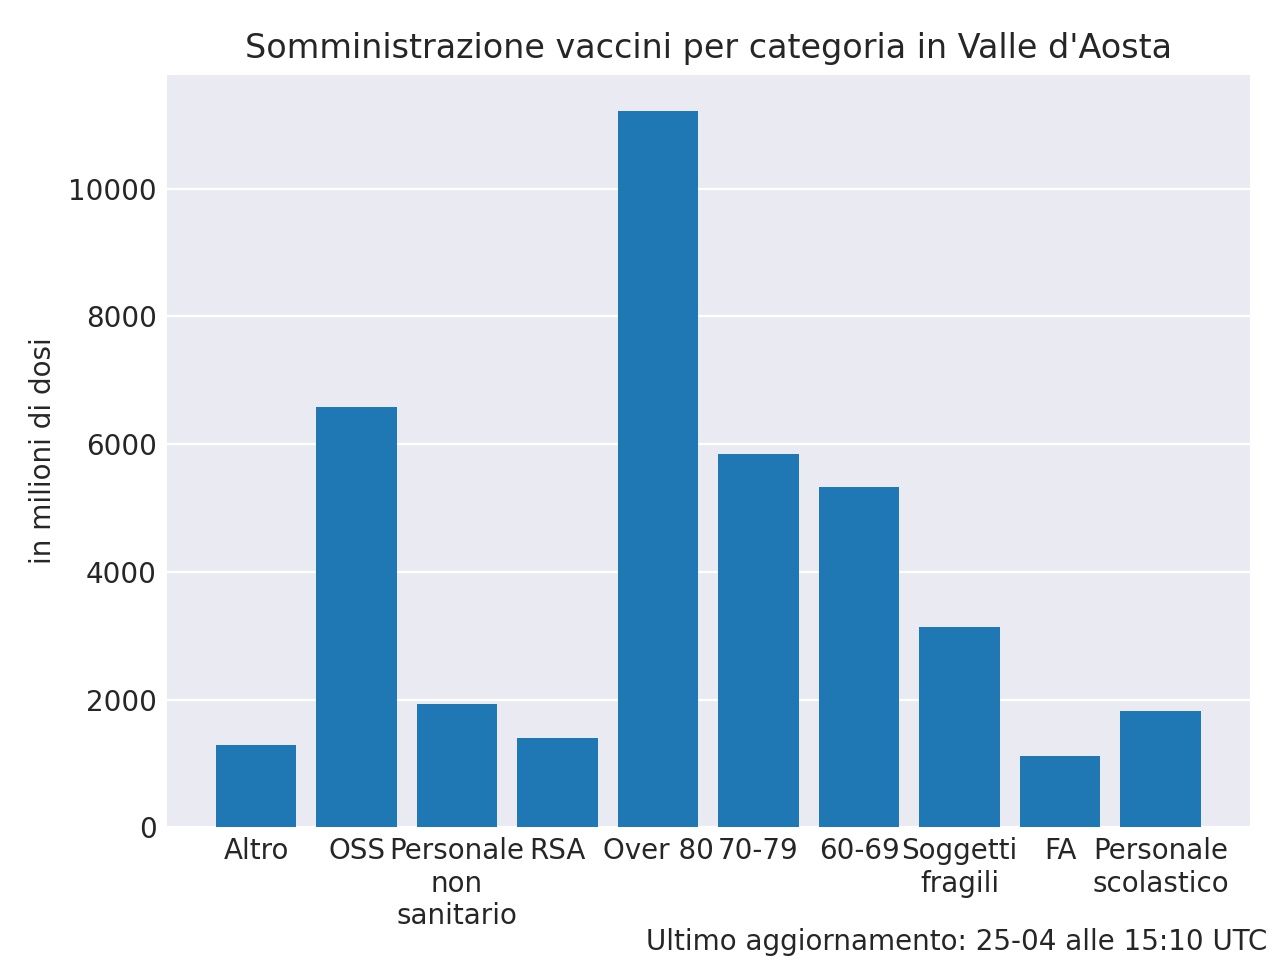 Somministrazione vaccini per categoria in Valle d'Aosta
in milioni di dosi
10000
8000
6000
4000
2000
0
Altro
OSS
Personale
non
sanitario
RSA
Over 80
70-79
60-69
Soggetti
fragili
FA
Personale
scolastico
Ultimo aggiornamento: 25-04 alle 15:10 UTC